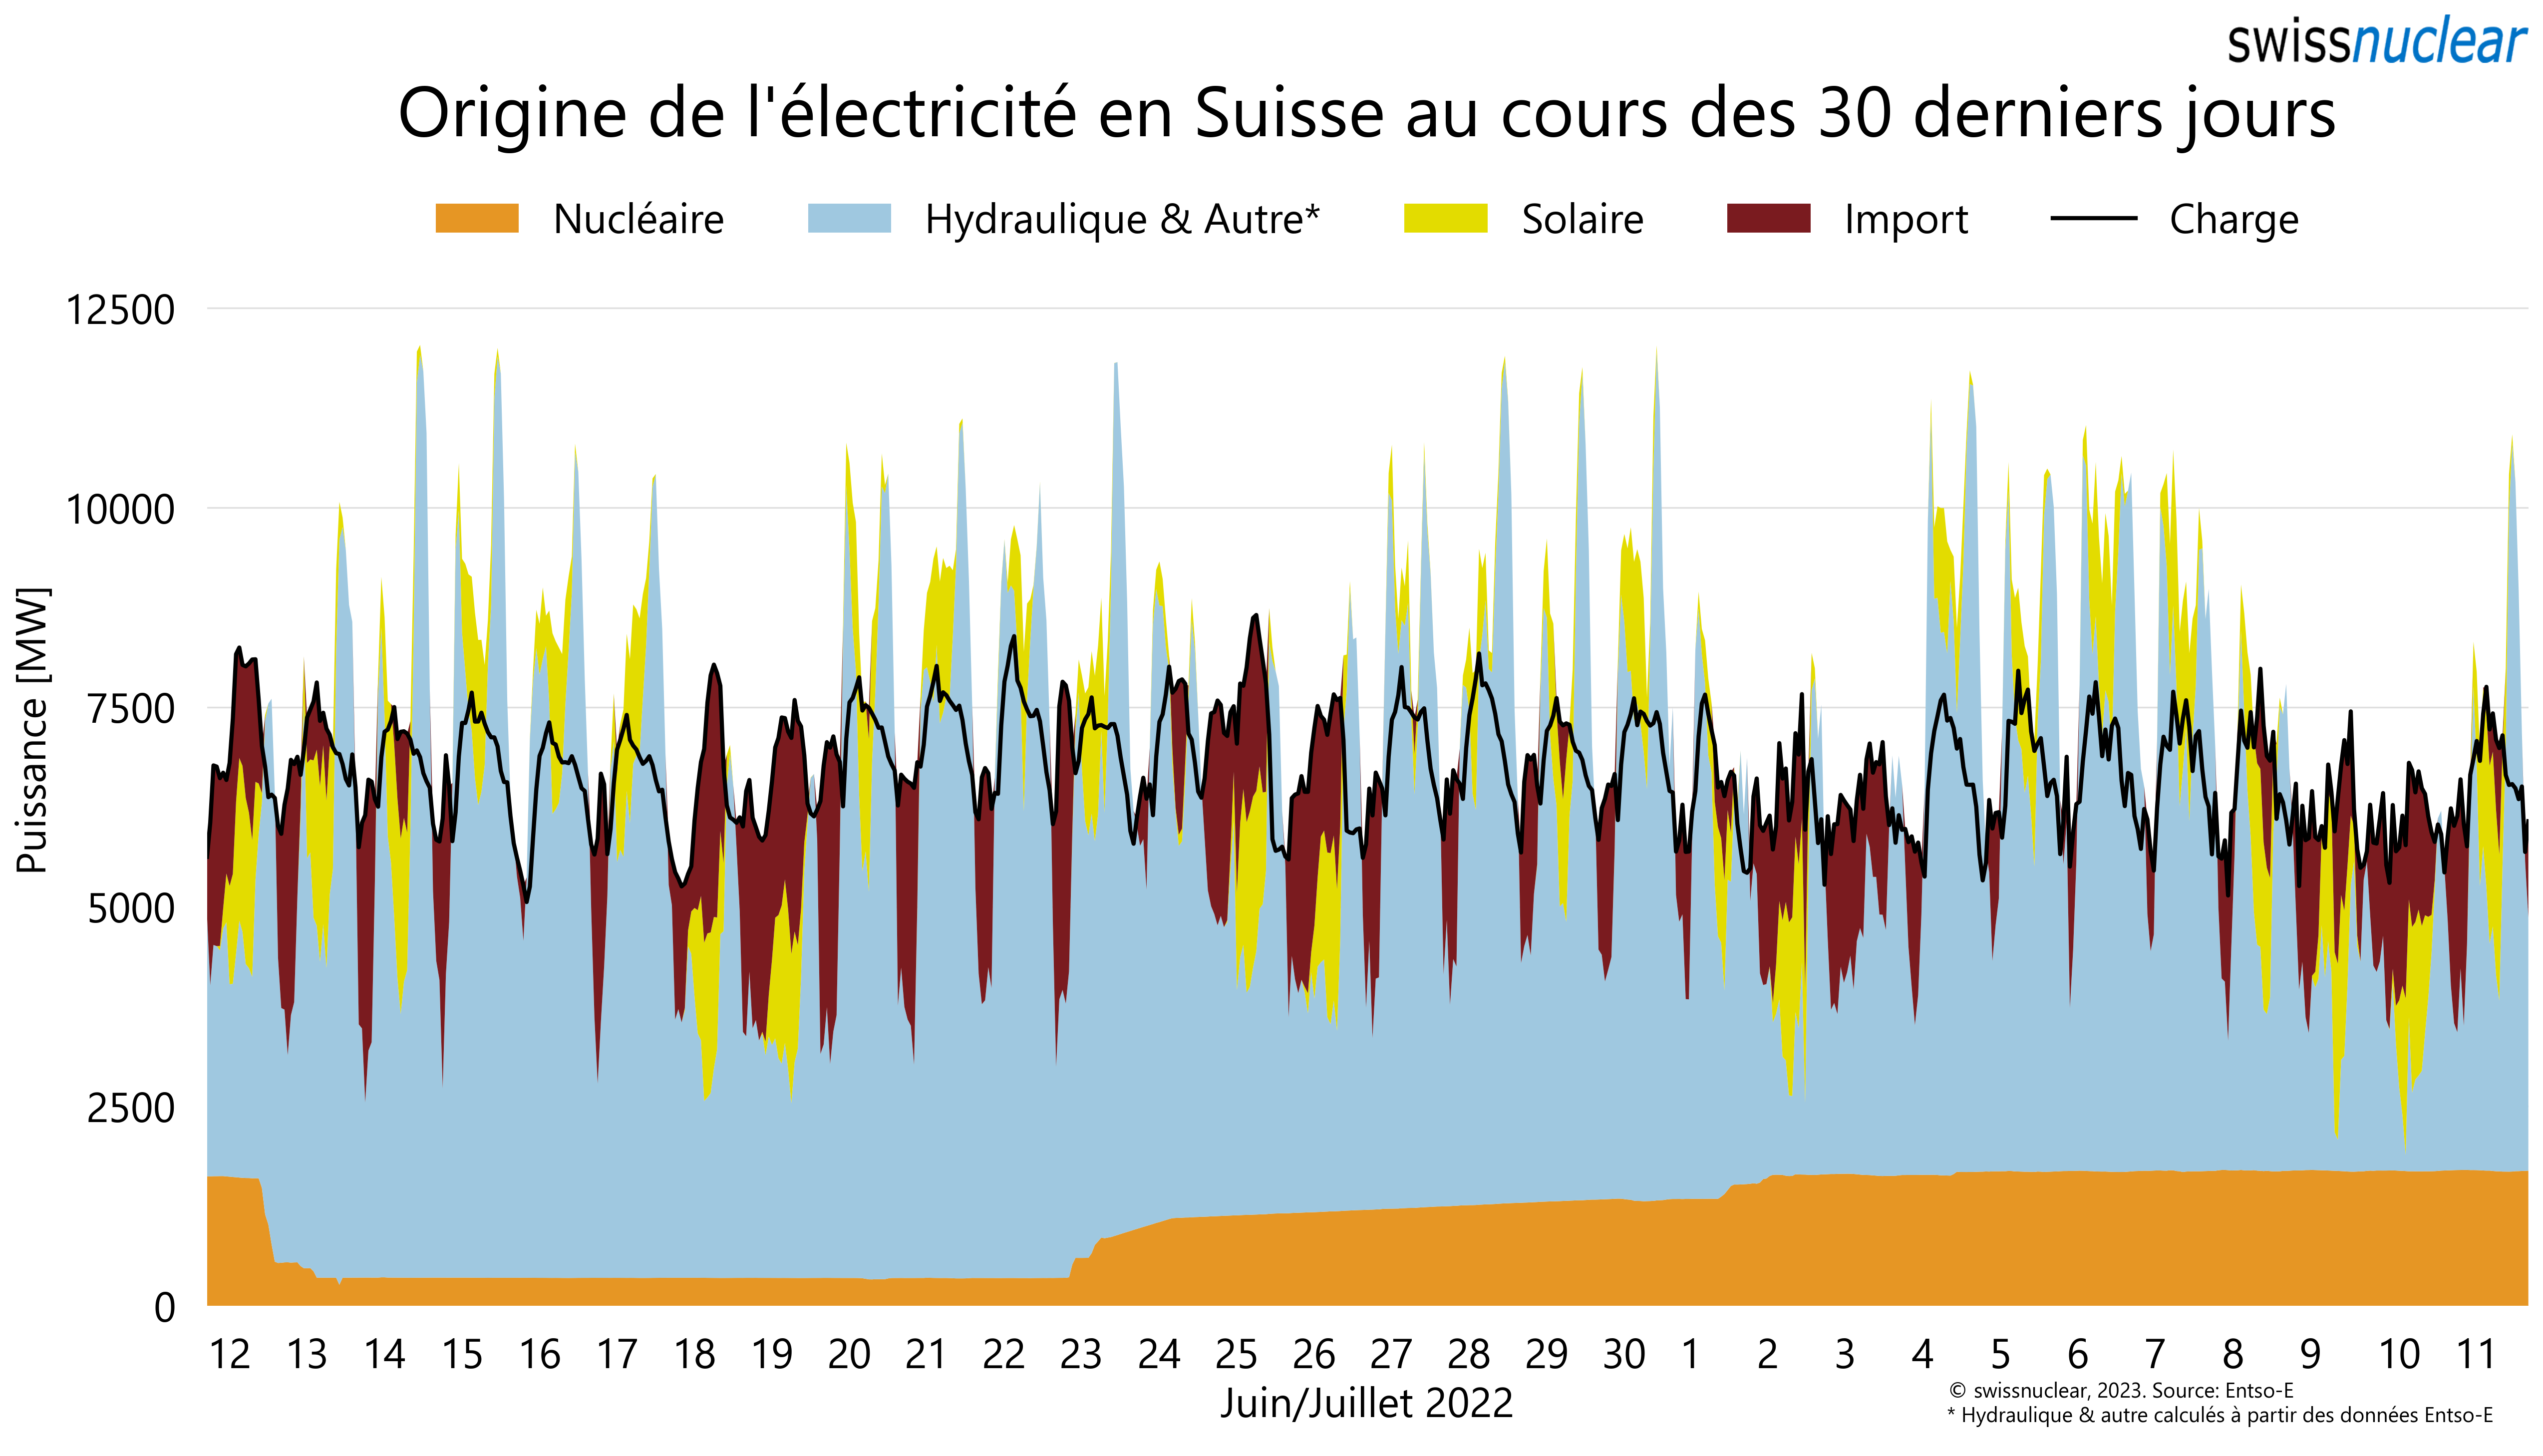 swissnuclear
Origine de l'électricité en Suisse au cours des 30 derniers jours
Nucléaire Hydraulique & Autre* Solaire Import Charge
12500
10000
7500
5000
2500
0
Puissance [MW]
12 13 14 15 16 17 18 19 20 21 22 23 24 25 26 27 28 29 30 1 2 3 4 5 6 7 8 9 10 11
Juin/Juillet 2022
© swissnuclear, 2023. Source: Entso-E
* Hydraulique & autre calculés à partir des données Entso-E